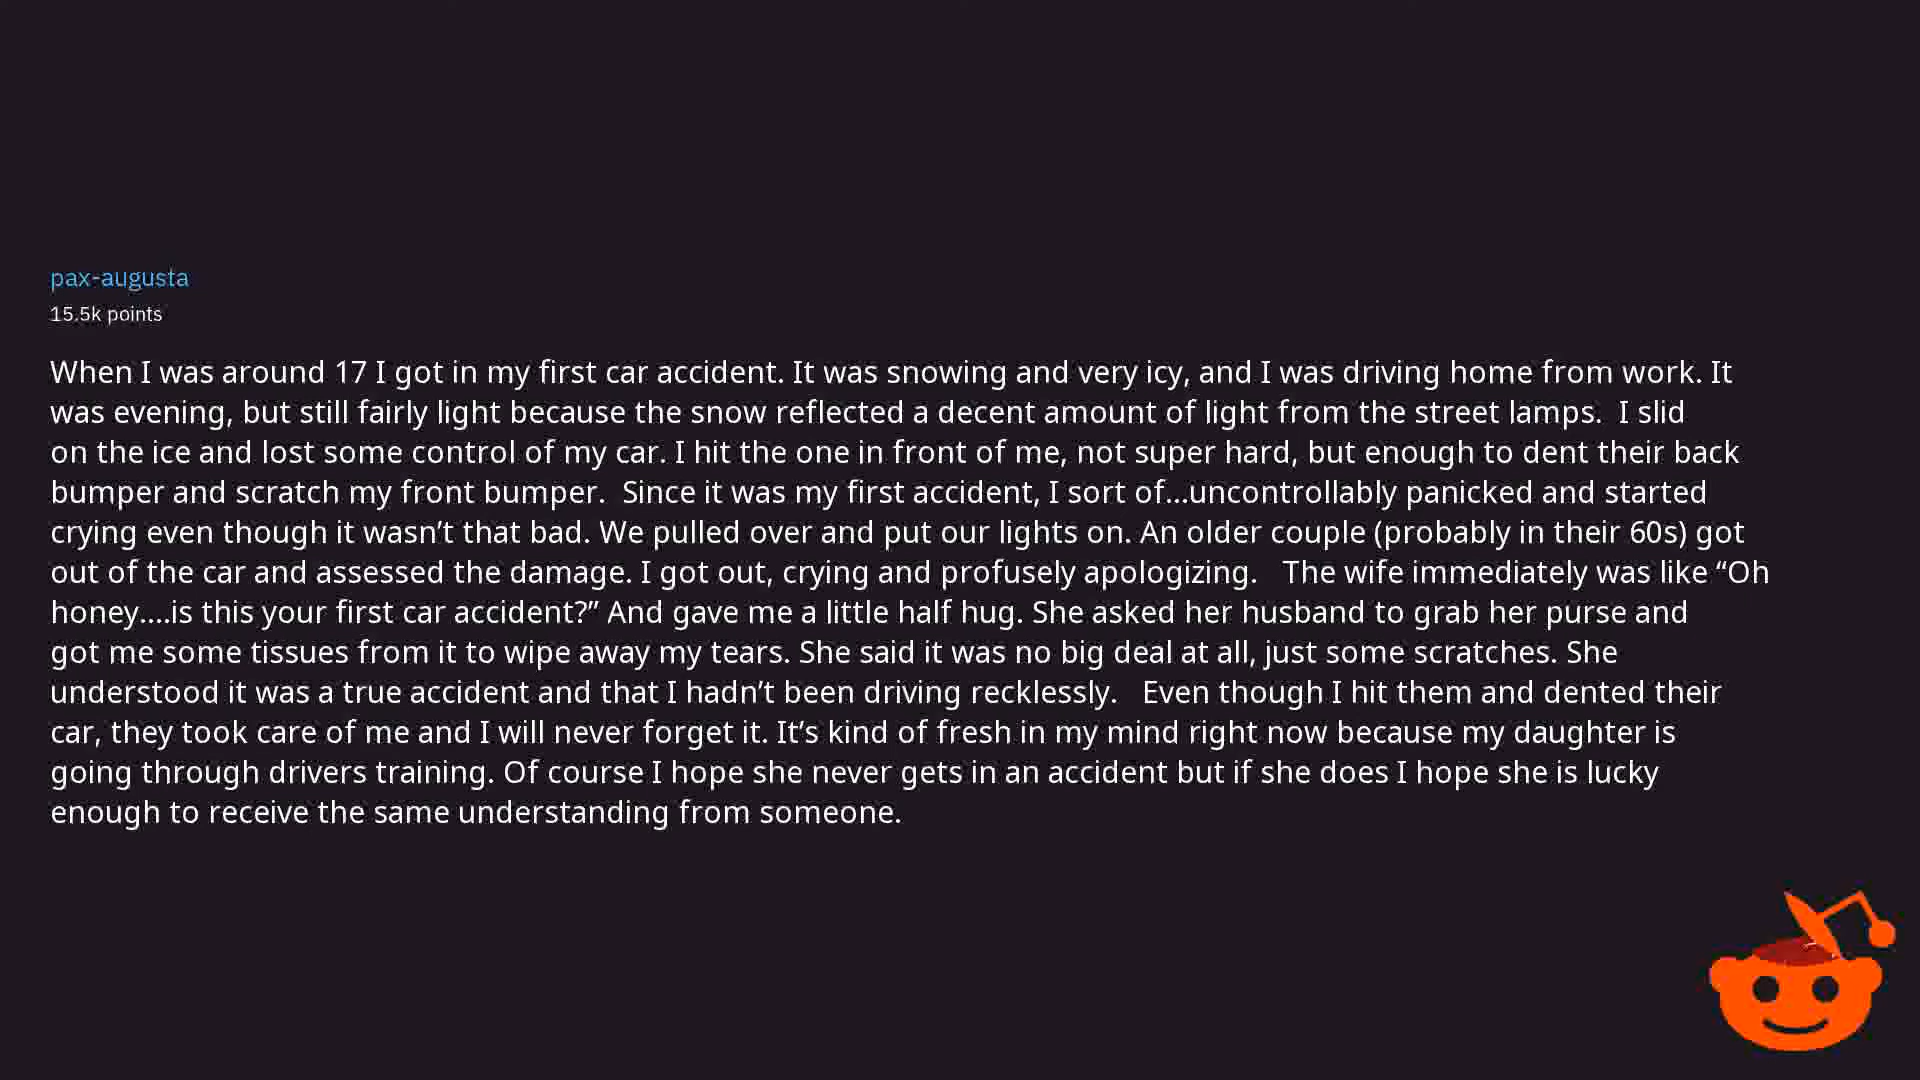 pax-augusta
15.5k points
When I was around 17 I got in my first car accident. It was snowing and very icy, and I was driving home from work. It
was evening, but still fairly light because the snow reflected a decent amount of light from the street lamps.  I slid
on the ice and lost some control of my car. I hit the one in front of me, not super hard, but enough to dent their back
bumper and scratch my front bumper.  Since it was my first accident, I sort of...uncontrollably panicked and started
crying even though it wasn’t that bad. We pulled over and put our lights on. An older couple (probably in their 60s) got
out of the car and assessed the damage. I got out, crying and profusely apologizing.   The wife immediately was like “Oh
honey....is this your first car accident?” And gave me a little half hug. She asked her husband to grab her purse and
got me some tissues from it to wipe away my tears. She said it was no big deal at all, just some scratches. She
understood it was a true accident and that I hadn’t been driving recklessly.   Even though I hit them and dented their
car, they took care of me and I will never forget it. It’s kind of fresh in my mind right now because my daughter is
going through drivers training. Of course I hope she never gets in an accident but if she does I hope she is lucky
enough to receive the same understanding from someone.